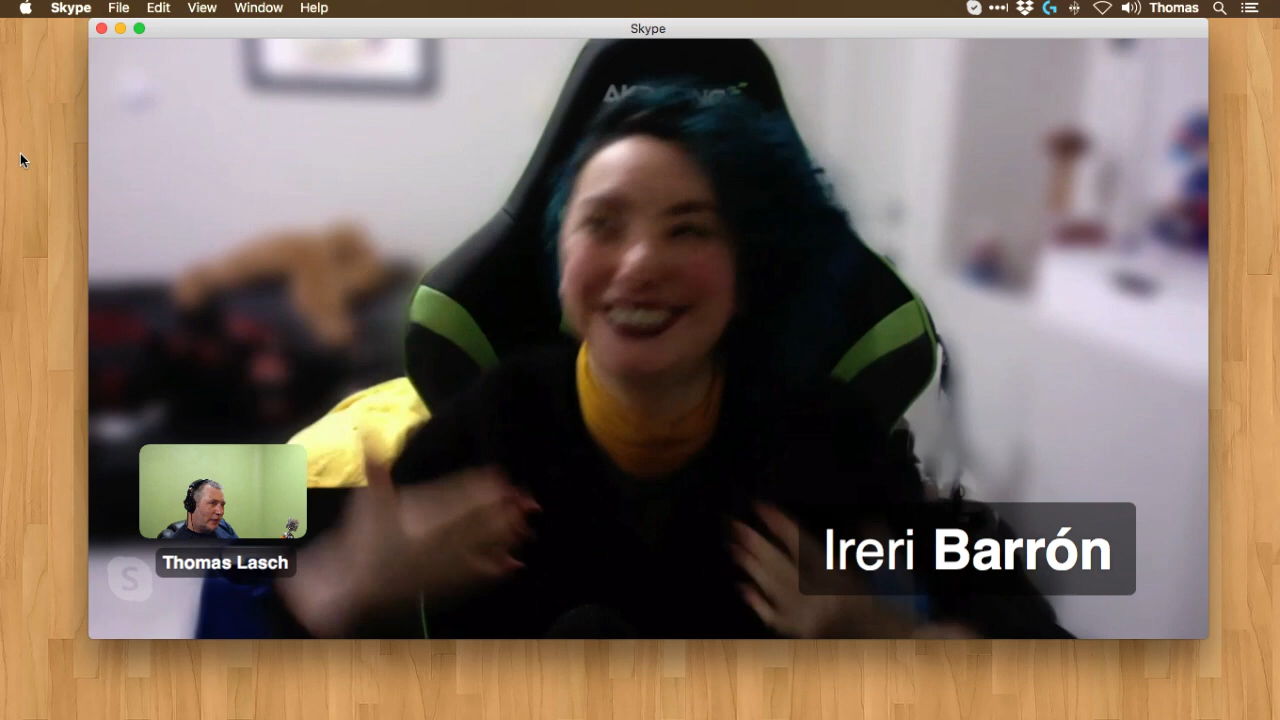 Skype File Edit View Window Help Thomas
Skype
Thomas Lasch
S
Ireri Barrón